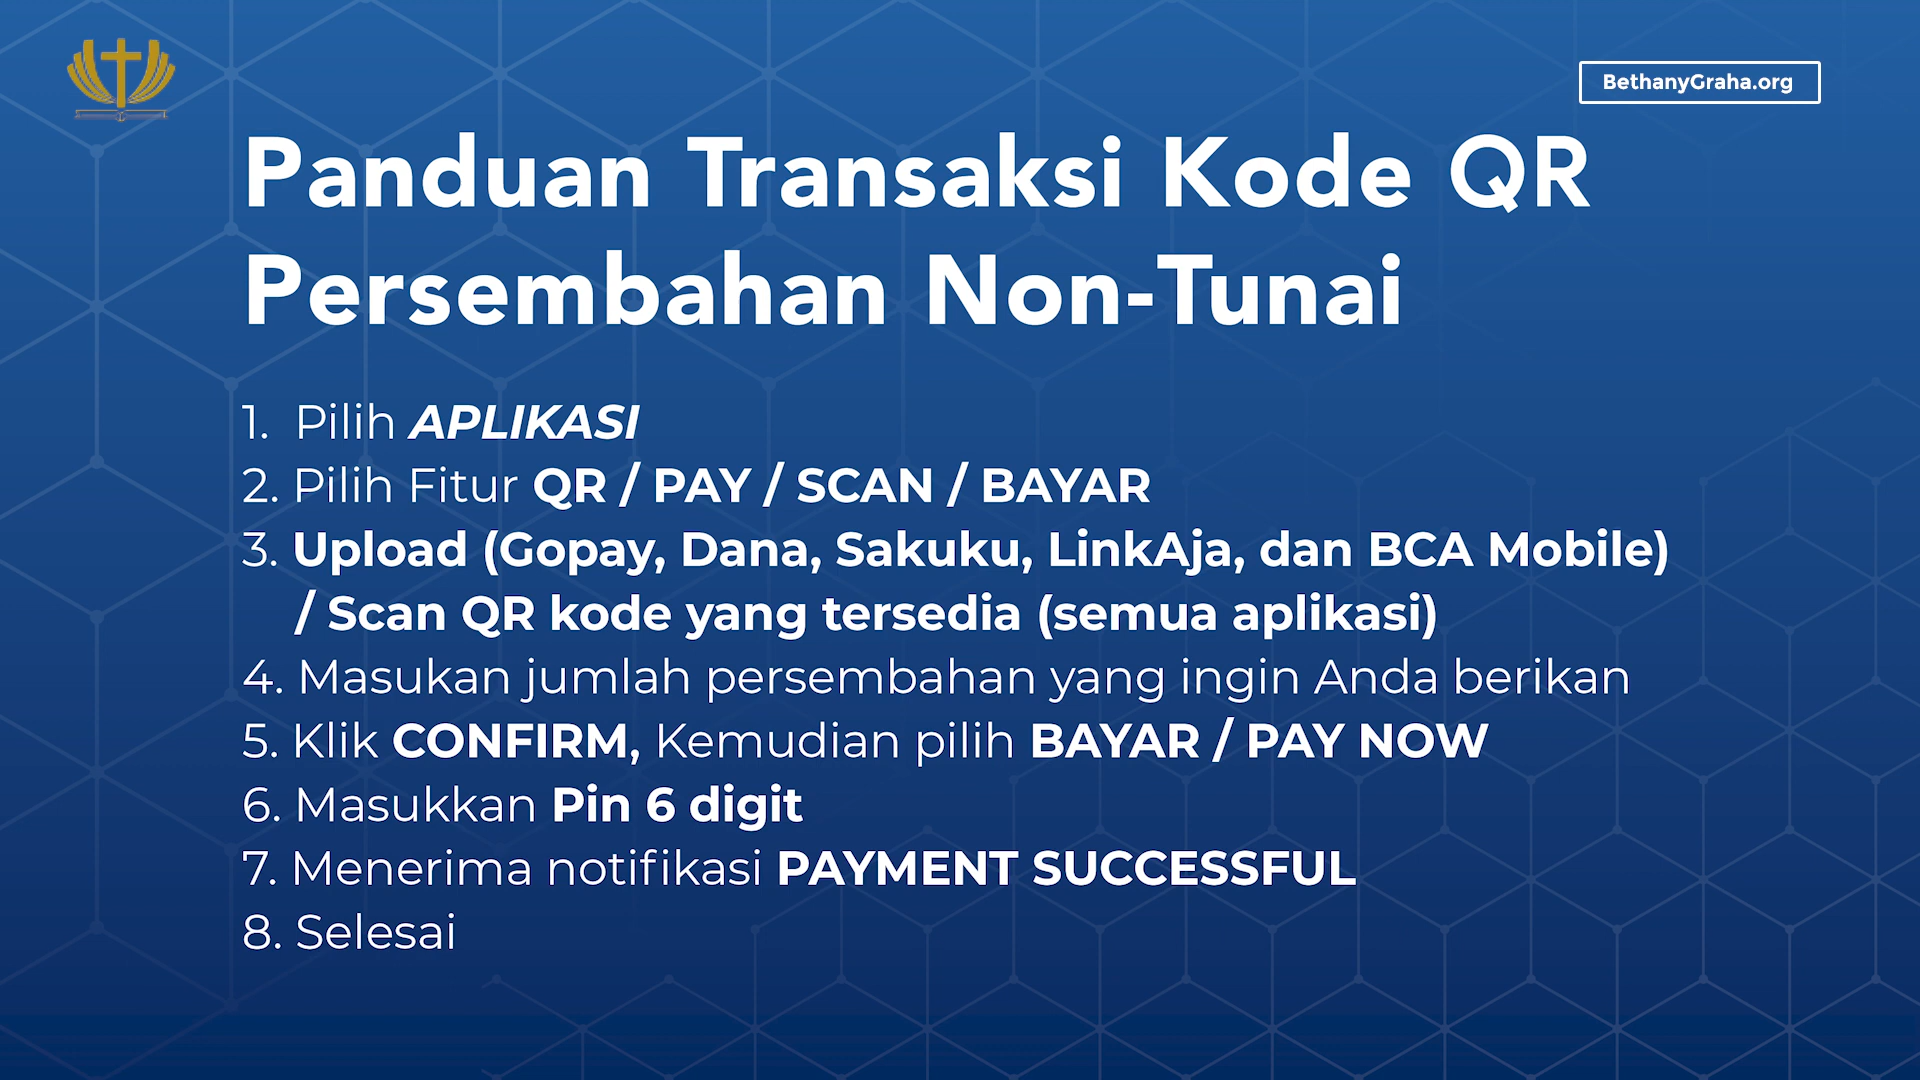 BethanyGraha.org
Panduan Transaksi Kode QR
Persembahan Non-Tunai
1. Pilih APLIKASI
2. Pilih Fitur QR / PAY / SCAN / BAYAR
3. Upload (Gopay, Dana, Sakuku, LinkAja, dan BCA Mobile)
/ Scan QR kode yang tersedia (semua aplikasi)
4. Masukan jumlah persembahan yang ingin Anda berikan
5. Klik CONFIRM, Kemudian pilih BAYAR / PAY NOW
6. Masukkan Pin 6 digit
7. Menerima notifikasi PAYMENT SUCCESSFUL
8. Selesai